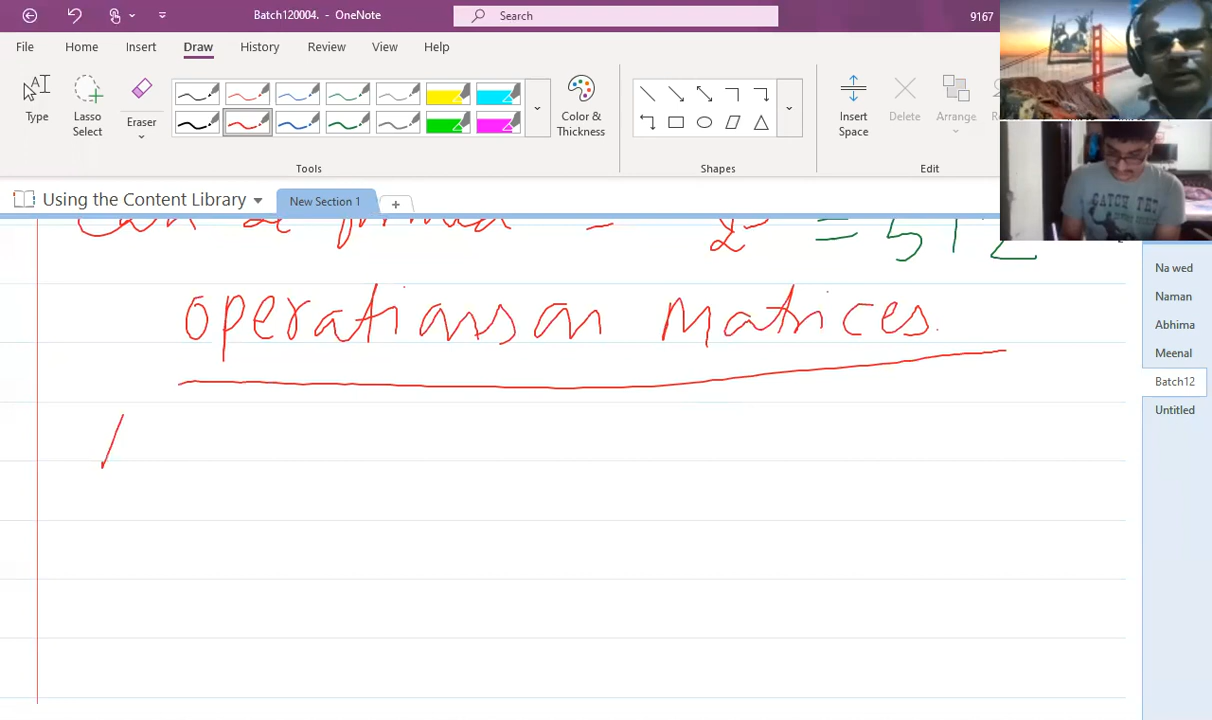 Batch120004. - OneNote
Search
9167
File Home Insert Draw History Review View Help
Type
Lasso Select
Eraser
Color & Thickness
Insert Space
Delete
Arrange
Tools
Shapes
Edit
Using the Content Library
New Section 1
+
= 512
operations on Matrices.
CATCH
Na wed
Naman
Abhima
Meenal
Batch12
Untitled